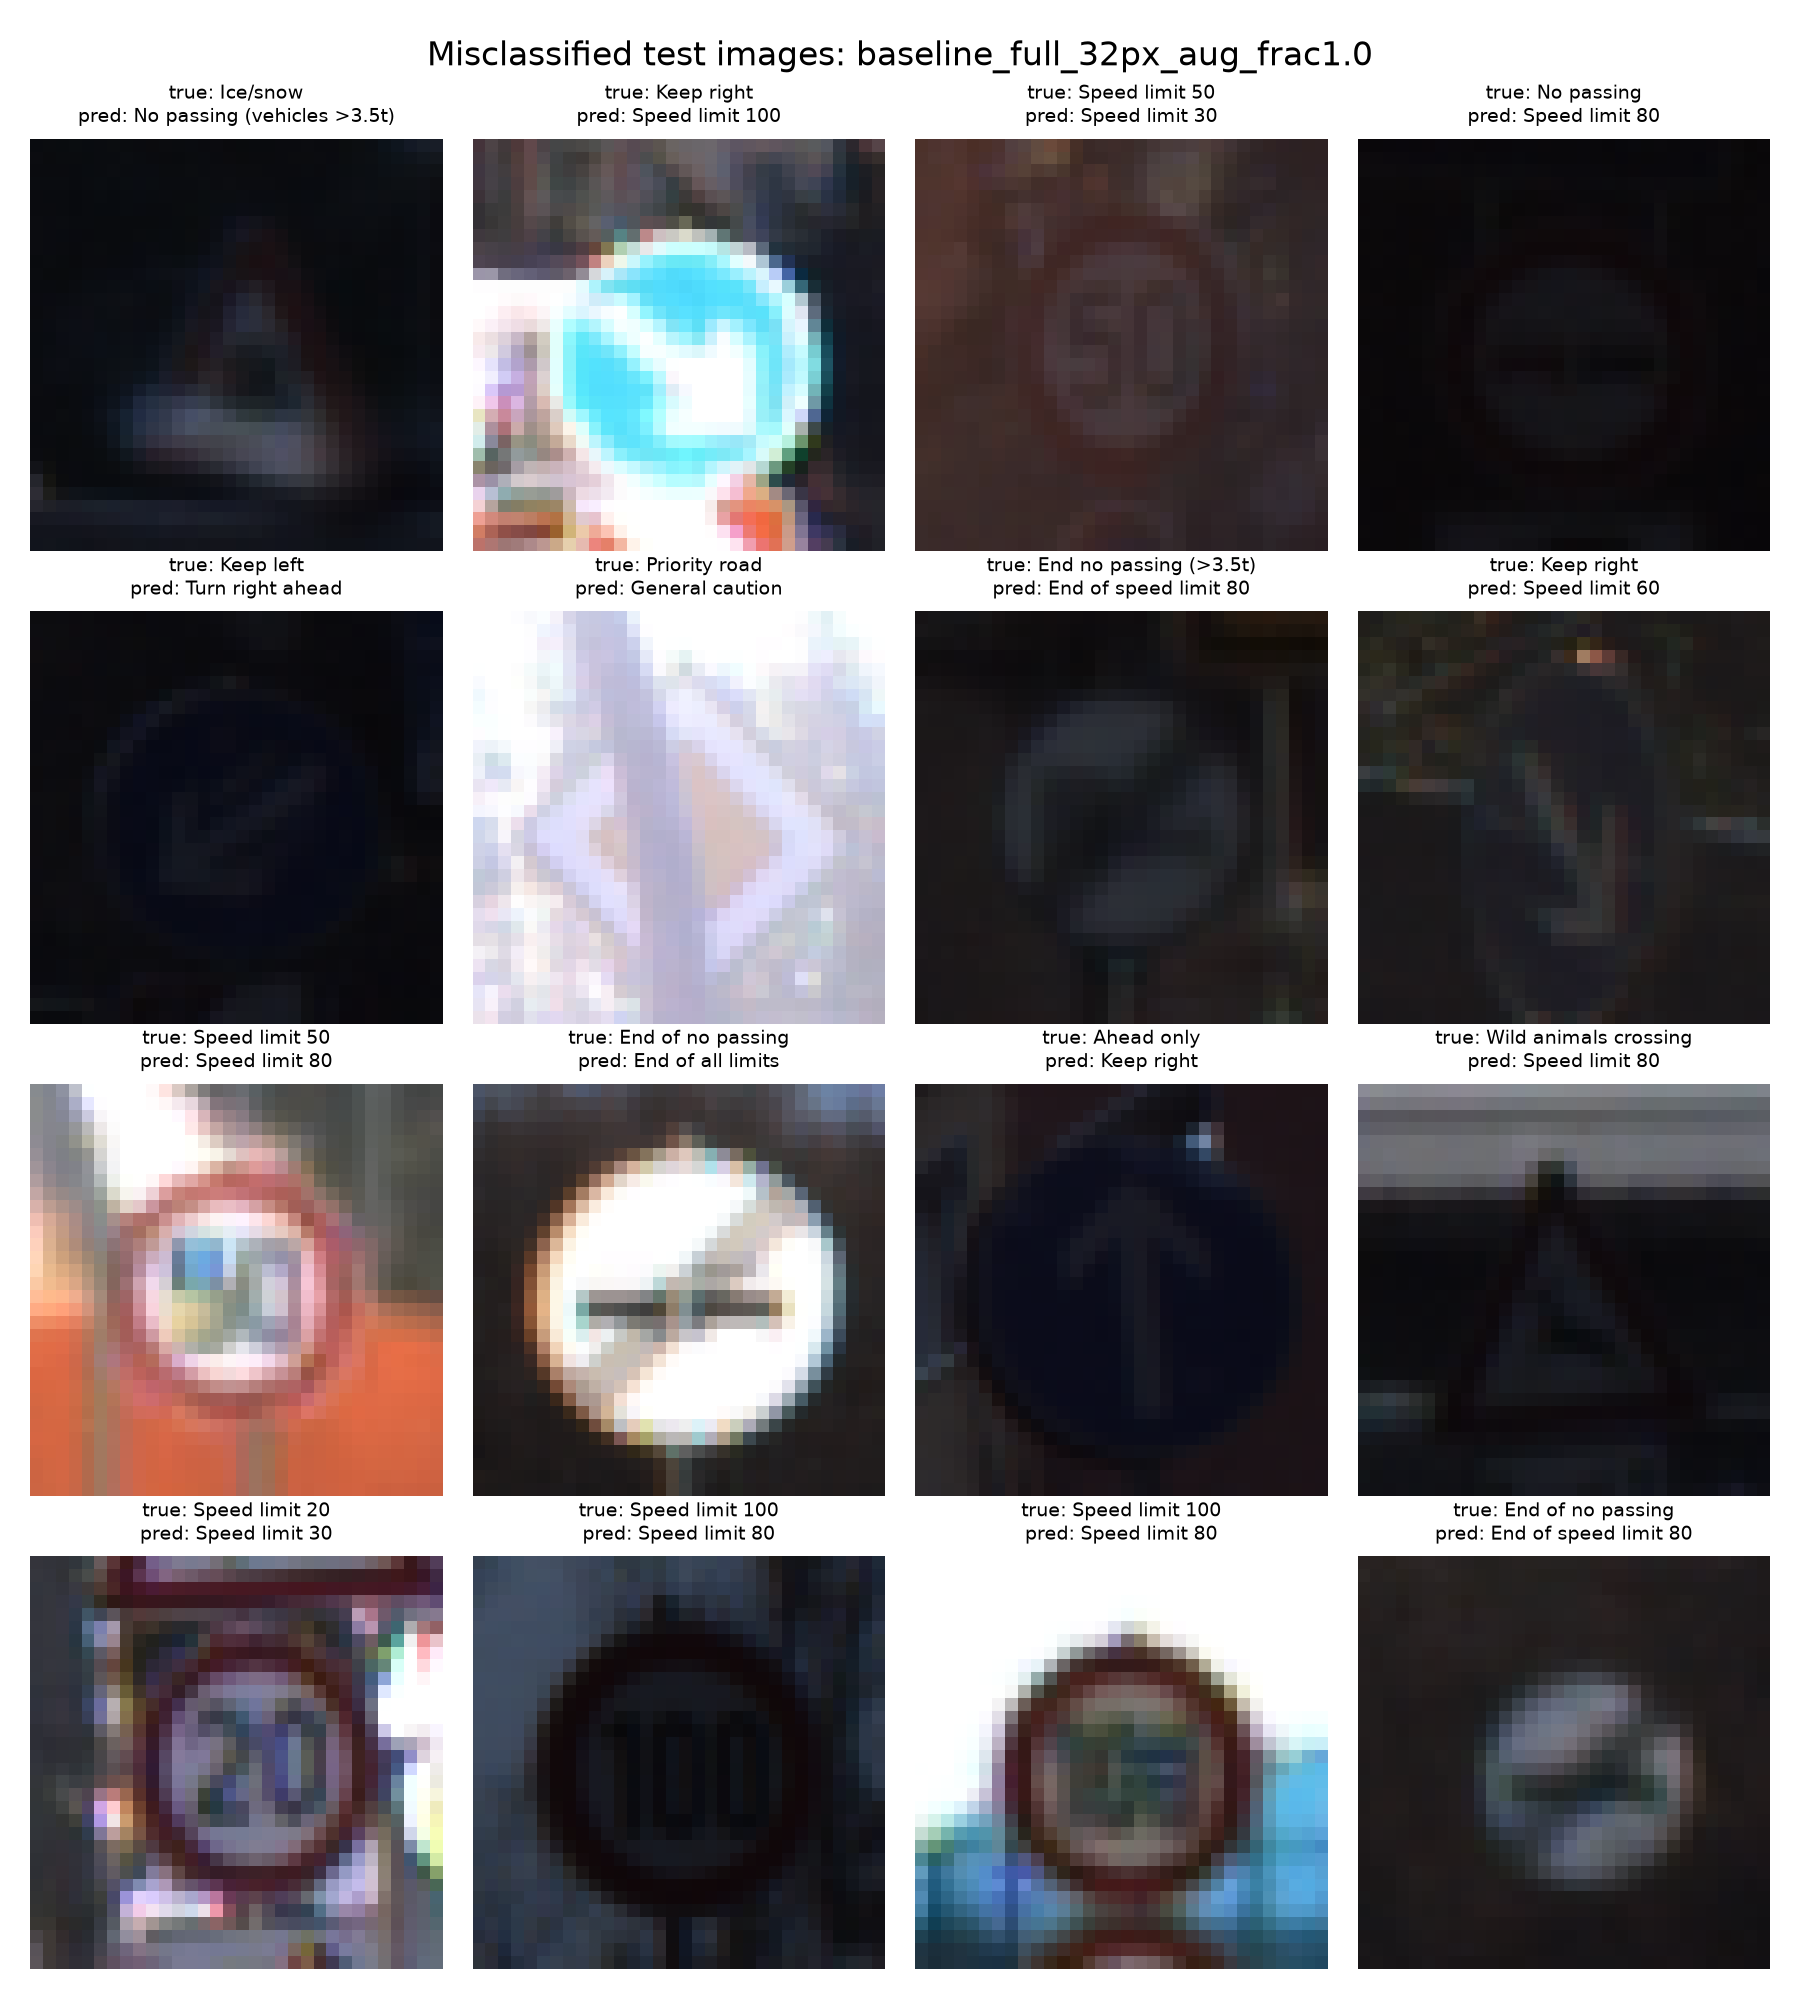 Misclassified test images: baseline_full_32px_aug_frac1.0
true: Ice/snow
pred: No passing (vehicles >3.5t)
true: Keep right
pred: Speed limit 100
true: Speed limit 50
pred: Speed limit 30
50
true: No passing
pred: Speed limit 80
true: Keep left
pred: Turn right ahead
true: Priority road
pred: General caution
true: End no passing (>3.5t)
pred: End of speed limit 80
true: Keep right
pred: Speed limit 60
true: Speed limit 50
pred: Speed limit 80
true: End of no passing
pred: End of all limits
true: Ahead only
pred: Keep right
true: Wild animals crossing
pred: Speed limit 80
true: Speed limit 20
pred: Speed limit 30
20
true: Speed limit 100
pred: Speed limit 80
100
true: Speed limit 100
pred: Speed limit 80
true: End of no passing
pred: End of speed limit 80